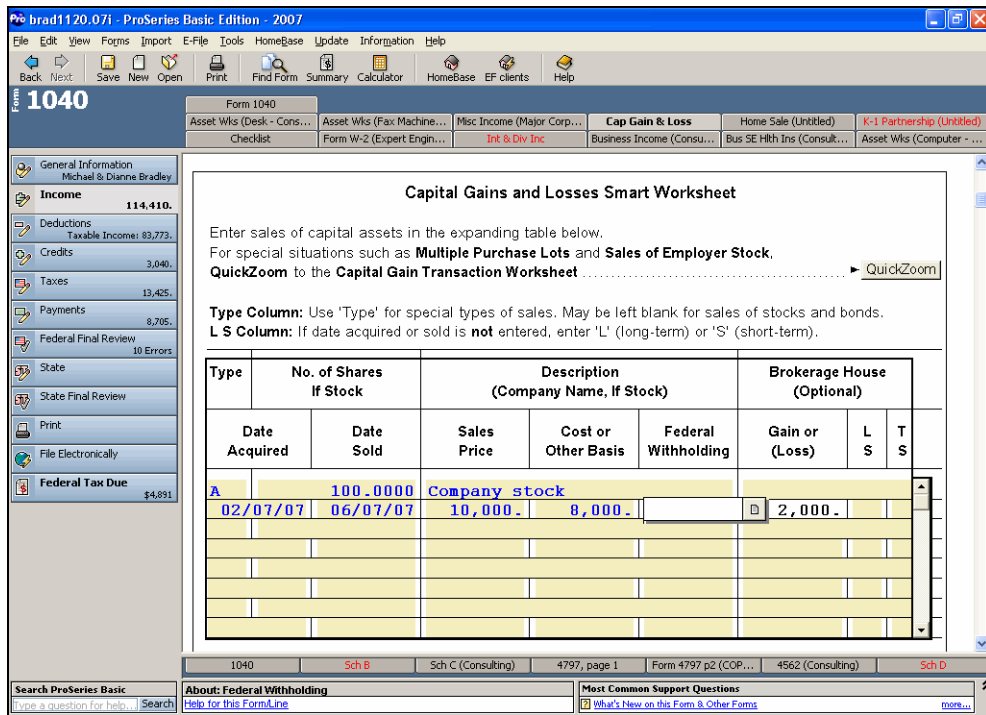 brad1120.07i - ProSeries Basic Edition - 2007
File Edit View Forms Import E-File Tools HomeBase Update Information Help
Back Next Save New Open Print Find Form Summary Calculator HomeBase EF clients Help
Form 1040
Form 1040
Asset Wks (Desk - Cons... Asset Wks (Fax Machine... Misc Income (Major Corp... Cap Gain & Loss Home Sale (Untitled) K-1 Partnership (Untitled)
Checklist Form W-2 (Expert Engin... Int & Div Inc Business Income (Consu... Bus SE Hlth Ins (Consult... Asset Wks (Computer - ...
General Information
Michael & Dianne Bradley
Income
114,410.
Deductions
Taxable Income: 83,773.
Credits
3,040.
Taxes
13,425.
Payments
8,705.
Federal Final Review
10 Errors
State
State Final Review
Print
File Electronically
Federal Tax Due
$4,891
Capital Gains and Losses Smart Worksheet
Enter sales of capital assets in the expanding table below.
For special situations such as Multiple Purchase Lots and Sales of Employer Stock,
QuickZoom to the Capital Gain Transaction Worksheet QuickZoom
Type Column: Use 'Type' for special types of sales. May be left blank for sales of stocks and bonds.
L S Column: If date acquired or sold is not entered, enter 'L' (long-term) or 'S' (short-term).
Type No. of Shares Description Brokerage House
If Stock (Company Name, If Stock) (Optional)
Date Date Sales Cost or Federal Gain or L T
Acquired Sold Price Other Basis Withholding (Loss) S S
A 100.0000 Company stock
02/07/07 06/07/07 10,000. 8,000. 2,000.
1040 Sch B Sch C (Consulting) 4797, page 1 Form 4797 p2 (COP... 4562 (Consulting) Sch D
Search ProSeries Basic About: Federal Withholding Most Common Support Questions
Type a question for help... Search Help for this Form/Line What's New on this Form & Other Forms more...